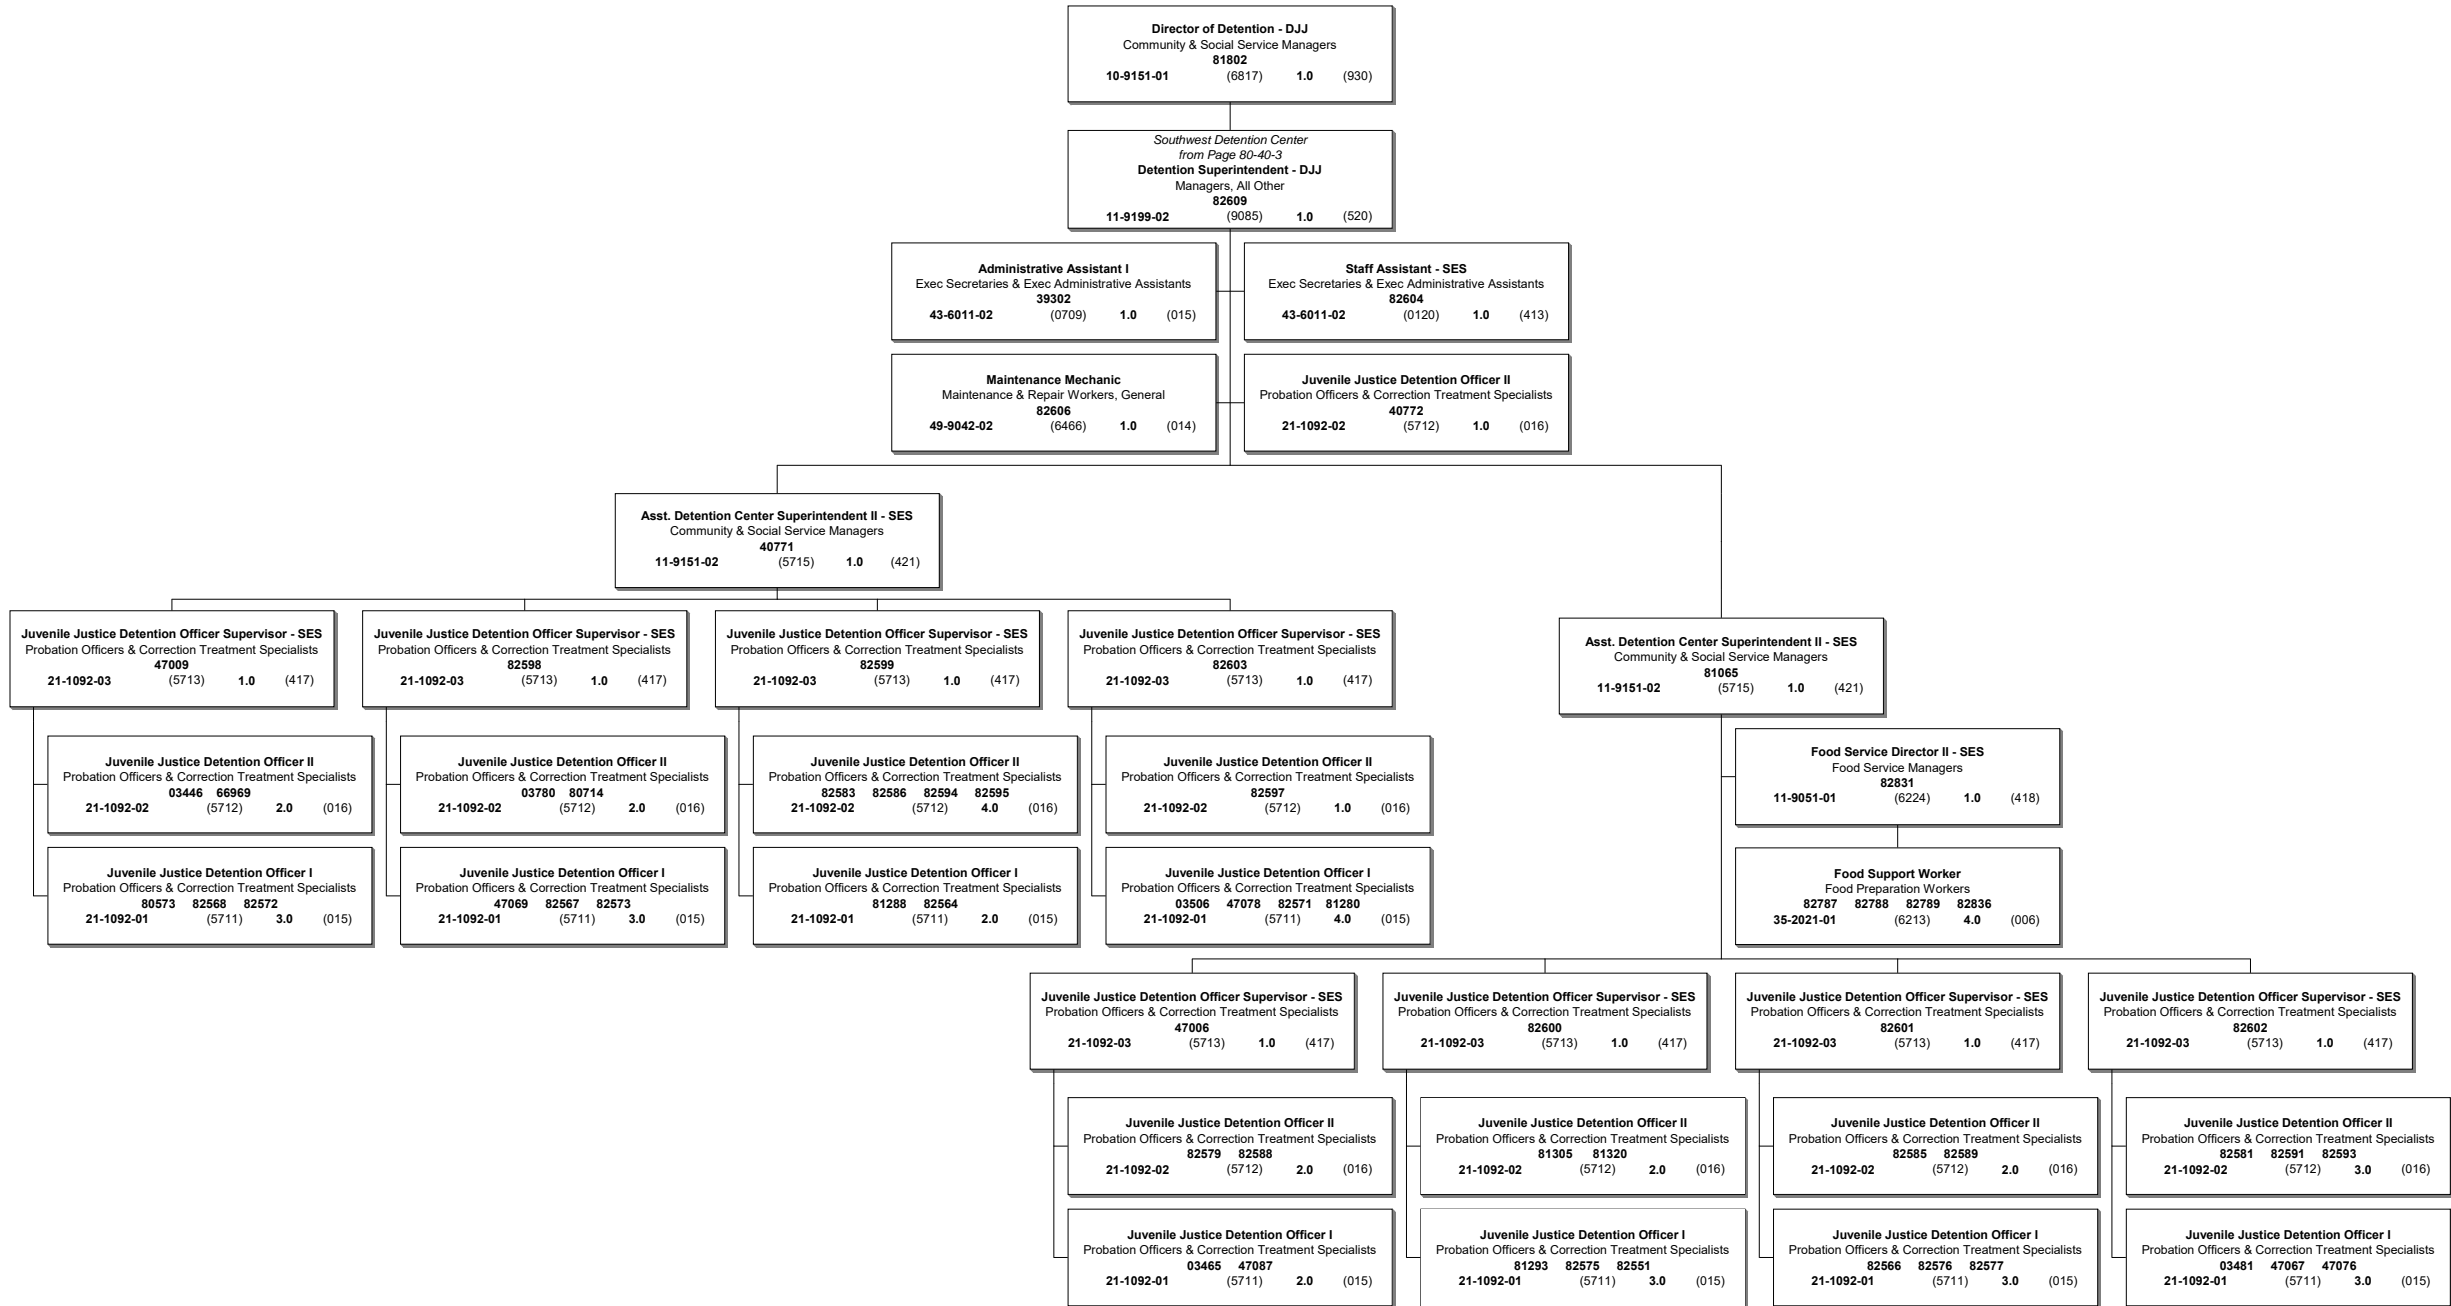 Director of Detention - DJJ
Community & Social Service Managers
81802
10-9151-01 (6817) 1.0 (930)
Southwest Detention Center
from Page 80-40-3
Detention Superintendent - DJJ
Managers, All Other
82609
11-9199-02 (9085) 1.0 (520)
Administrative Assistant I
Exec Secretaries & Exec Administrative Assistants
39302
43-6011-02 (0709) 1.0 (015)
Staff Assistant - SES
Exec Secretaries & Exec Administrative Assistants
82604
43-6011-02 (0120) 1.0 (413)
Maintenance Mechanic
Maintenance & Repair Workers, General
82606
49-9042-02 (6466) 1.0 (014)
Juvenile Justice Detention Officer II
Probation Officers & Correction Treatment Specialists
40772
21-1092-02 (5712) 1.0 (016)
Asst. Detention Center Superintendent II - SES
Community & Social Service Managers
40771
11-9151-02 (5715) 1.0 (421)
Juvenile Justice Detention Officer Supervisor - SES
Probation Officers & Correction Treatment Specialists
47009
21-1092-03 (5713) 1.0 (417)
Juvenile Justice Detention Officer Supervisor - SES
Probation Officers & Correction Treatment Specialists
82598
21-1092-03 (5713) 1.0 (417)
Juvenile Justice Detention Officer Supervisor - SES
Probation Officers & Correction Treatment Specialists
82599
21-1092-03 (5713) 1.0 (417)
Juvenile Justice Detention Officer Supervisor - SES
Probation Officers & Correction Treatment Specialists
82603
21-1092-03 (5713) 1.0 (417)
Asst. Detention Center Superintendent II - SES
Community & Social Service Managers
81065
11-9151-02 (5715) 1.0 (421)
Juvenile Justice Detention Officer II
Probation Officers & Correction Treatment Specialists
03446 66969
21-1092-02 (5712) 2.0 (016)
Juvenile Justice Detention Officer II
Probation Officers & Correction Treatment Specialists
03780 80714
21-1092-02 (5712) 2.0 (016)
Juvenile Justice Detention Officer II
Probation Officers & Correction Treatment Specialists
82583 82586 82594 82595
21-1092-02 (5712) 4.0 (016)
Juvenile Justice Detention Officer II
Probation Officers & Correction Treatment Specialists
82597
21-1092-02 (5712) 1.0 (016)
Food Service Director II - SES
Food Service Managers
82831
11-9051-01 (6224) 1.0 (418)
Juvenile Justice Detention Officer I
Probation Officers & Correction Treatment Specialists
80573 82568 82572
21-1092-01 (5711) 3.0 (015)
Juvenile Justice Detention Officer I
Probation Officers & Correction Treatment Specialists
47069 82567 82573
21-1092-01 (5711) 3.0 (015)
Juvenile Justice Detention Officer I
Probation Officers & Correction Treatment Specialists
81288 82564
21-1092-01 (5711) 2.0 (015)
Juvenile Justice Detention Officer I
Probation Officers & Correction Treatment Specialists
03506 47078 82571 81280
21-1092-01 (5711) 4.0 (015)
Food Support Worker
Food Preparation Workers
82787 82788 82789 82836
35-2021-01 (6213) 4.0 (006)
Juvenile Justice Detention Officer Supervisor - SES
Probation Officers & Correction Treatment Specialists
47006
21-1092-03 (5713) 1.0 (417)
Juvenile Justice Detention Officer Supervisor - SES
Probation Officers & Correction Treatment Specialists
82600
21-1092-03 (5713) 1.0 (417)
Juvenile Justice Detention Officer Supervisor - SES
Probation Officers & Correction Treatment Specialists
82601
21-1092-03 (5713) 1.0 (417)
Juvenile Justice Detention Officer Supervisor - SES
Probation Officers & Correction Treatment Specialists
82602
21-1092-03 (5713) 1.0 (417)
Juvenile Justice Detention Officer II
Probation Officers & Correction Treatment Specialists
82579 82588
21-1092-02 (5712) 2.0 (016)
Juvenile Justice Detention Officer II
Probation Officers & Correction Treatment Specialists
81305 81320
21-1092-02 (5712) 2.0 (016)
Juvenile Justice Detention Officer II
Probation Officers & Correction Treatment Specialists
82585 82589
21-1092-02 (5712) 2.0 (016)
Juvenile Justice Detention Officer II
Probation Officers & Correction Treatment Specialists
82581 82591 82593
21-1092-02 (5712) 3.0 (016)
Juvenile Justice Detention Officer I
Probation Officers & Correction Treatment Specialists
03465 47087
21-1092-01 (5711) 2.0 (015)
Juvenile Justice Detention Officer I
Probation Officers & Correction Treatment Specialists
81293 82575 82551
21-1092-01 (5711) 3.0 (015)
Juvenile Justice Detention Officer I
Probation Officers & Correction Treatment Specialists
82566 82576 82577
21-1092-01 (5711) 3.0 (015)
Juvenile Justice Detention Officer I
Probation Officers & Correction Treatment Specialists
03481 47067 47076
21-1092-01 (5711) 3.0 (015)